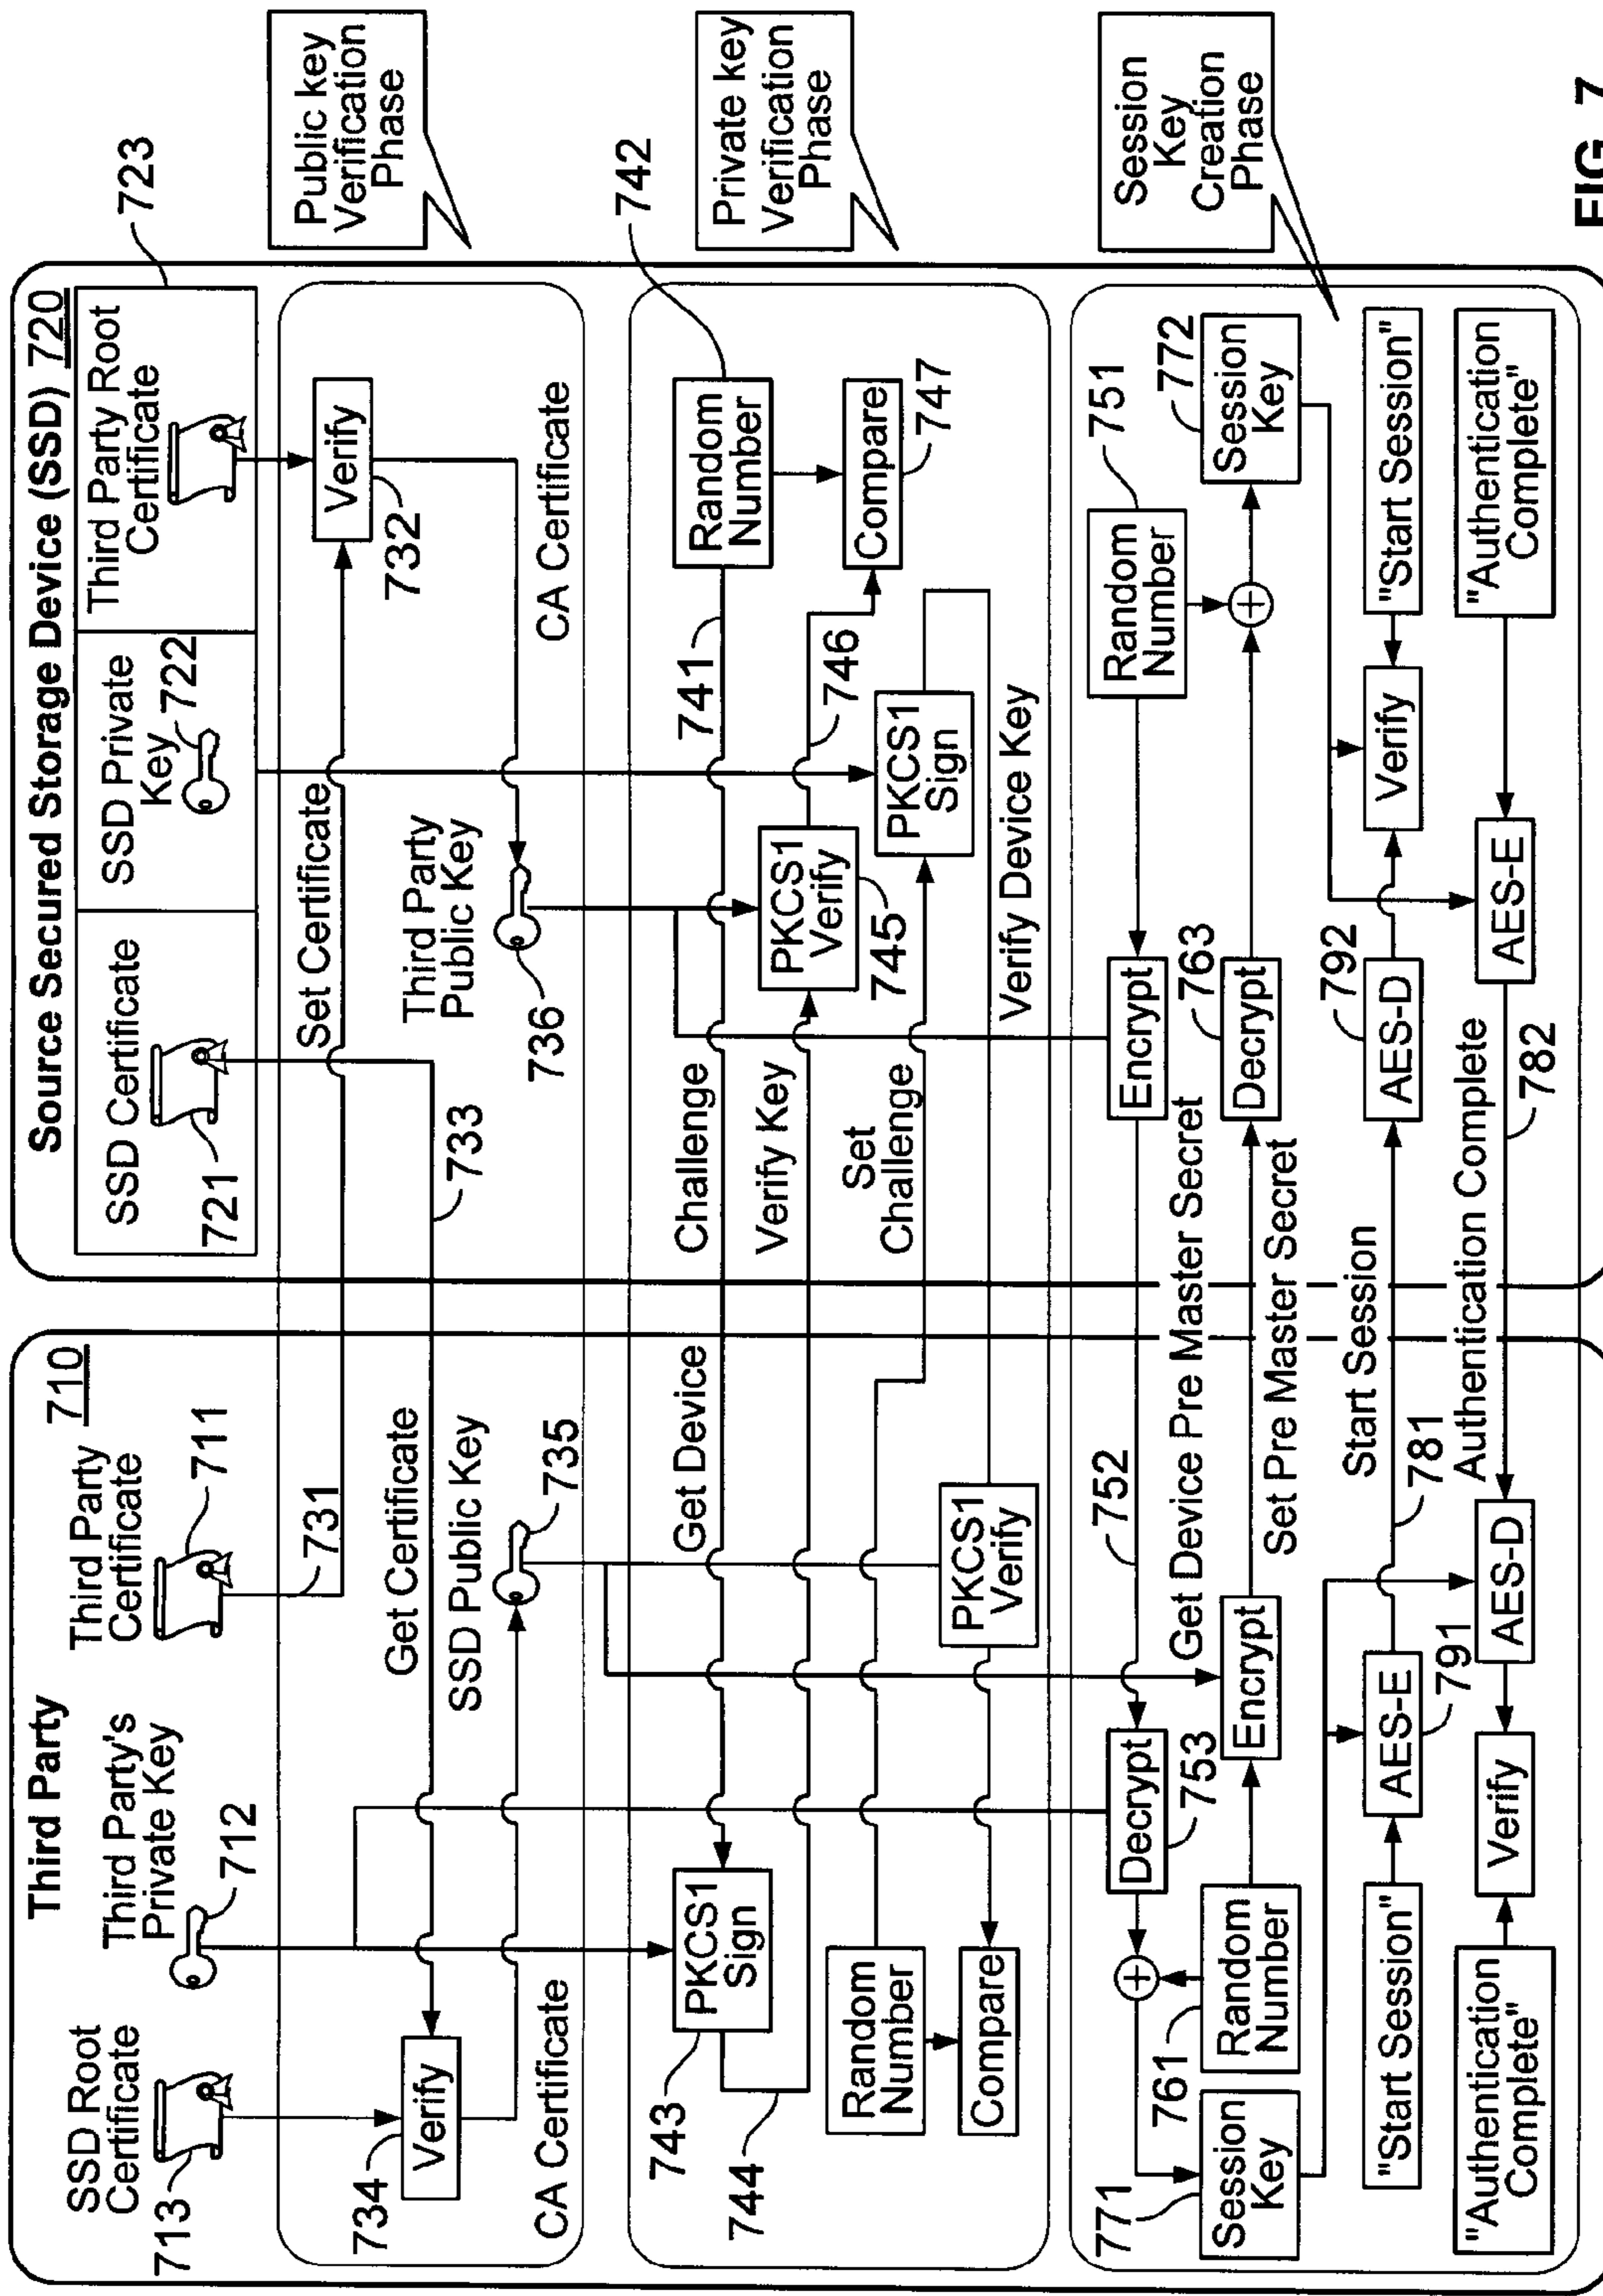 Third Party
710
SSD Root
Certificate
713
Third Party's
Private Key
712
Third Party
Certificate
711
Source Secured Storage Device (SSD) 720
SSD Certificate
721
SSD Private
Key
722
Third Party Root
Certificate
723
Public key
Verification
Phase
731
Set Certificate
Verify
732
Get Certificate
733
Verify
734
SSD Public Key
735
CA Certificate
Third Party
Public Key
736
CA Certificate
Private key
Verification
Phase
742
Random
Number
741
Get Device
Challenge
PKCS1
Sign
743
744
Verify Key
PKCS1
Verify
745
746
Compare
747
Random
Number
Set
Challenge
PKCS1
Sign
PKCS1
Verify
Verify Device Key
Compare
Session
Key
Creation
Phase
Random
Number
751
Encrypt
752
Get Device Pre Master Secret
Decrypt
753
Random
Number
761
Encrypt
Set Pre Master Secret
Decrypt
763
Session
Key
771
Session
Key
772
"Start Session"
AES-E
791
Start Session
781
AES-D
792
Verify
"Start Session"
"Authentication
Complete"
Verify
AES-D
Authentication Complete
782
AES-E
"Authentication
Complete"
FIG. 7